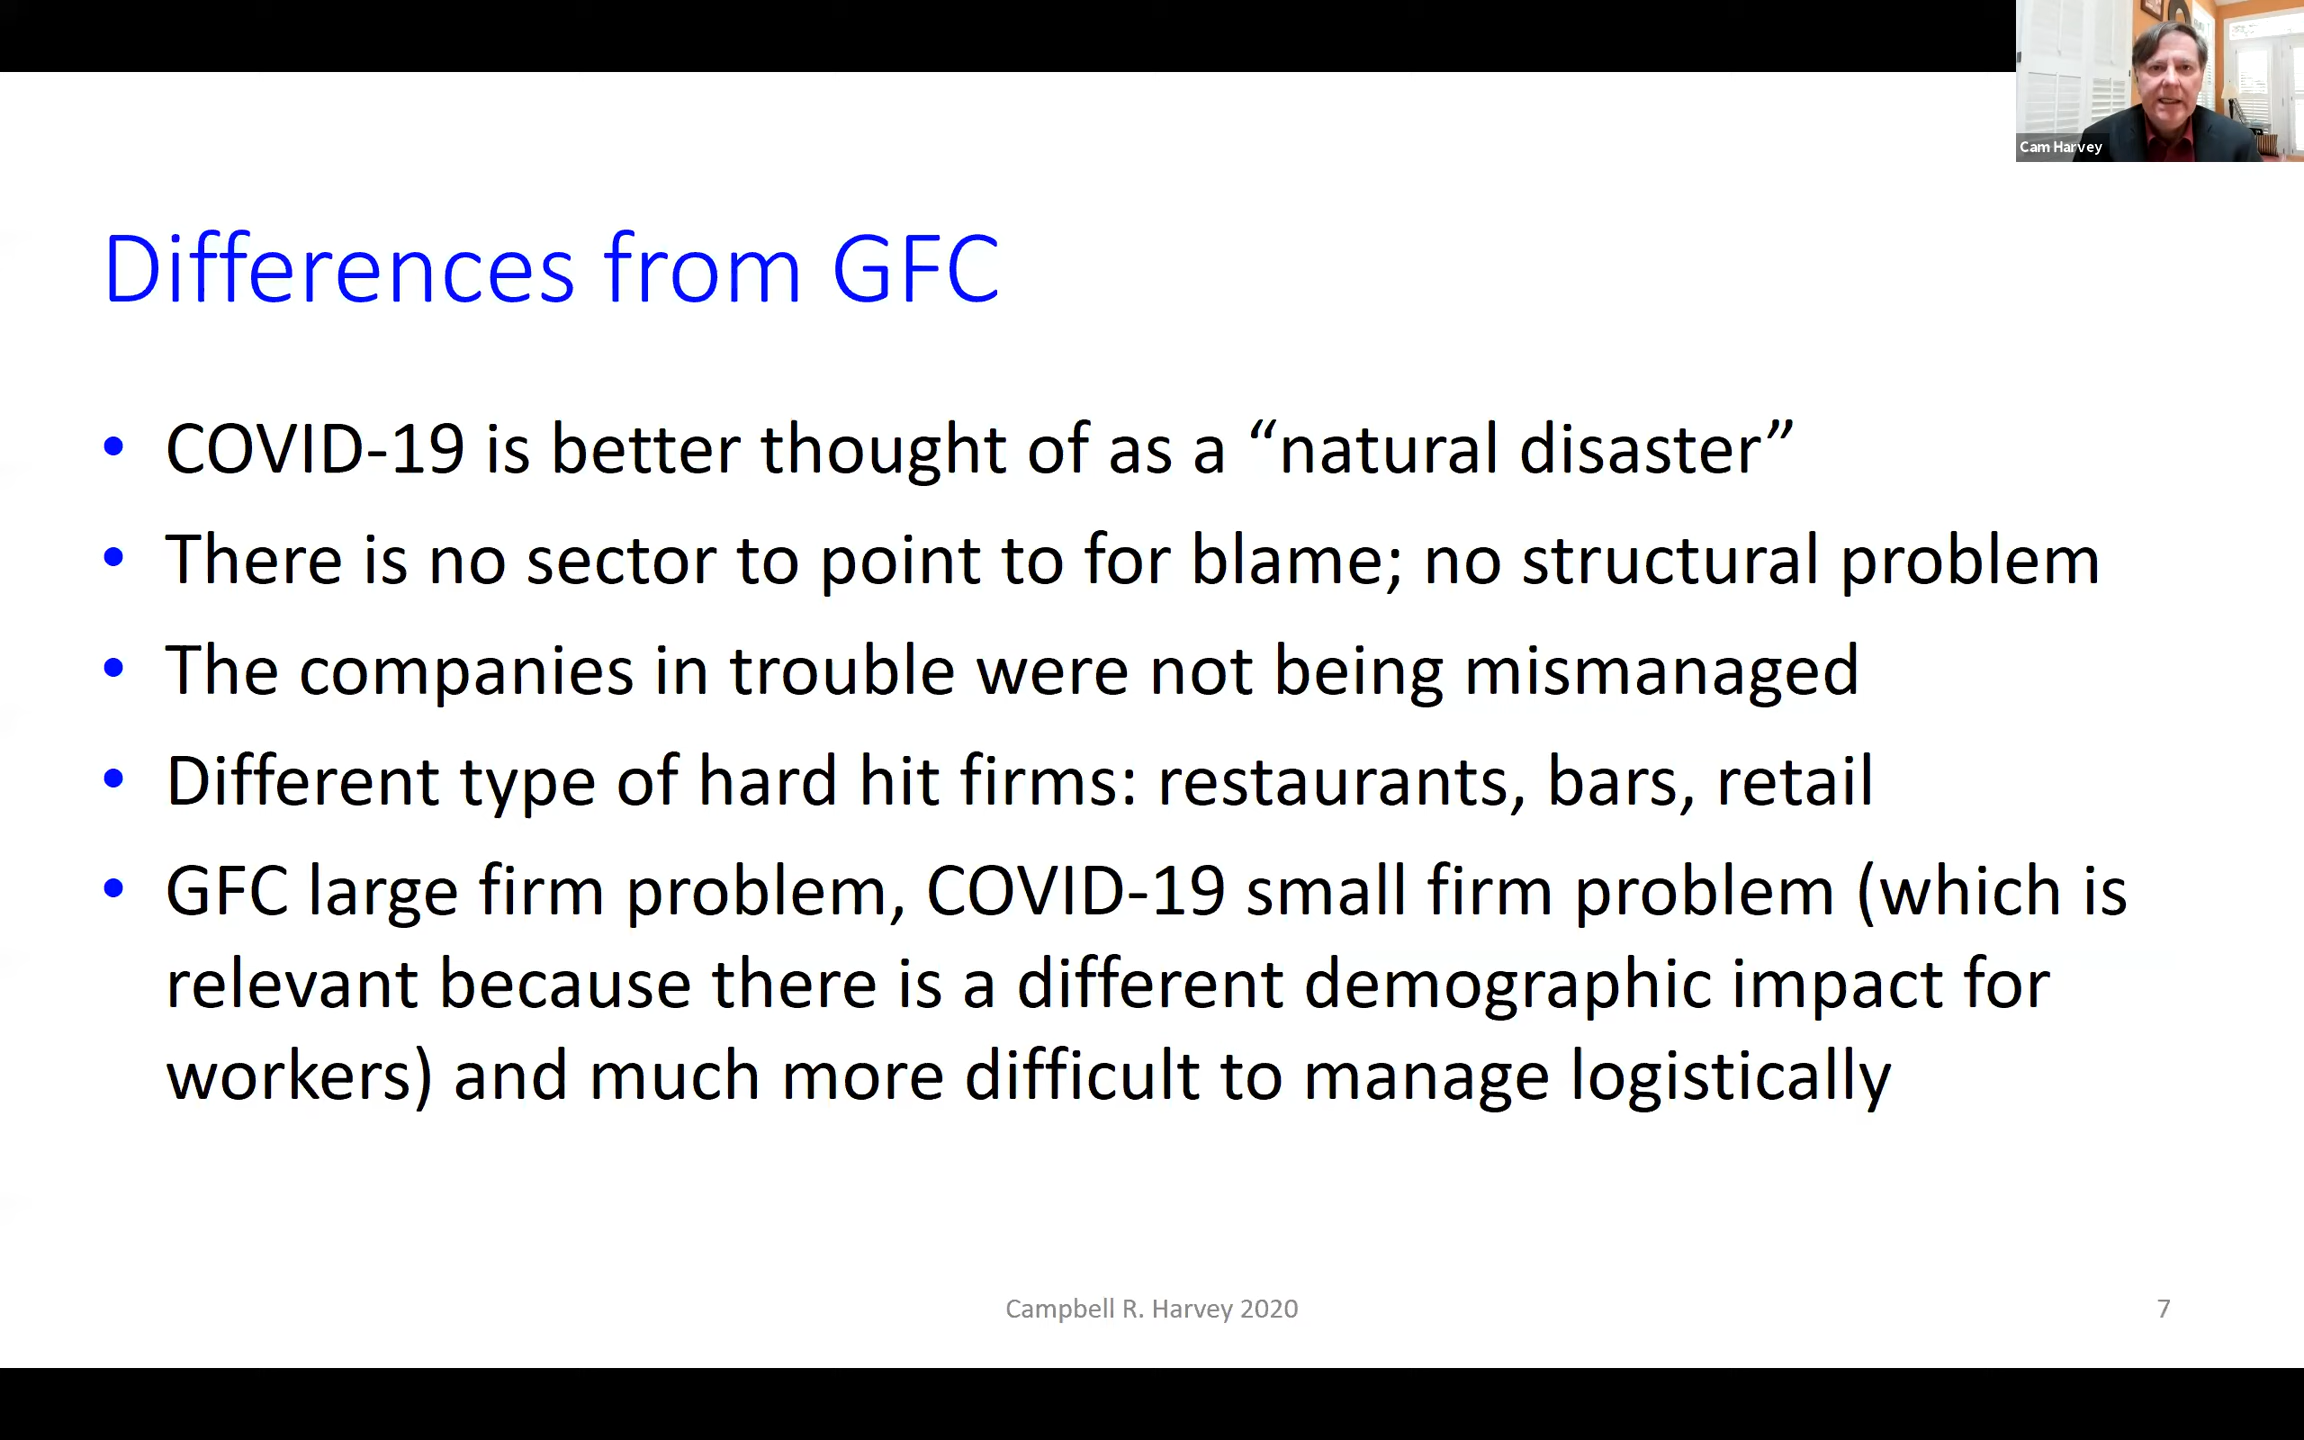 Cam Harvey
Differences from GFC
• COVID-19 is better thought of as a “natural disaster”
• There is no sector to point to for blame; no structural problem
• The companies in trouble were not being mismanaged
• Different type of hard hit firms: restaurants, bars, retail
• GFC large firm problem, COVID-19 small firm problem (which is
relevant because there is a different demographic impact for
workers) and much more difficult to manage logistically
Campbell R. Harvey 2020
7